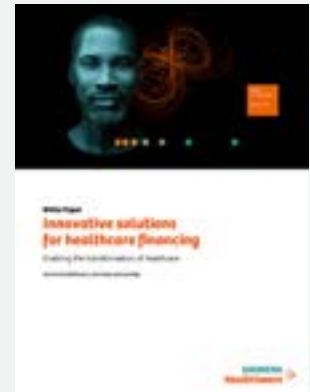 White Paper
Innovative solutions
for healthcare financing
Enabling the transformation of healthcare
SIEMENS
Healthineers